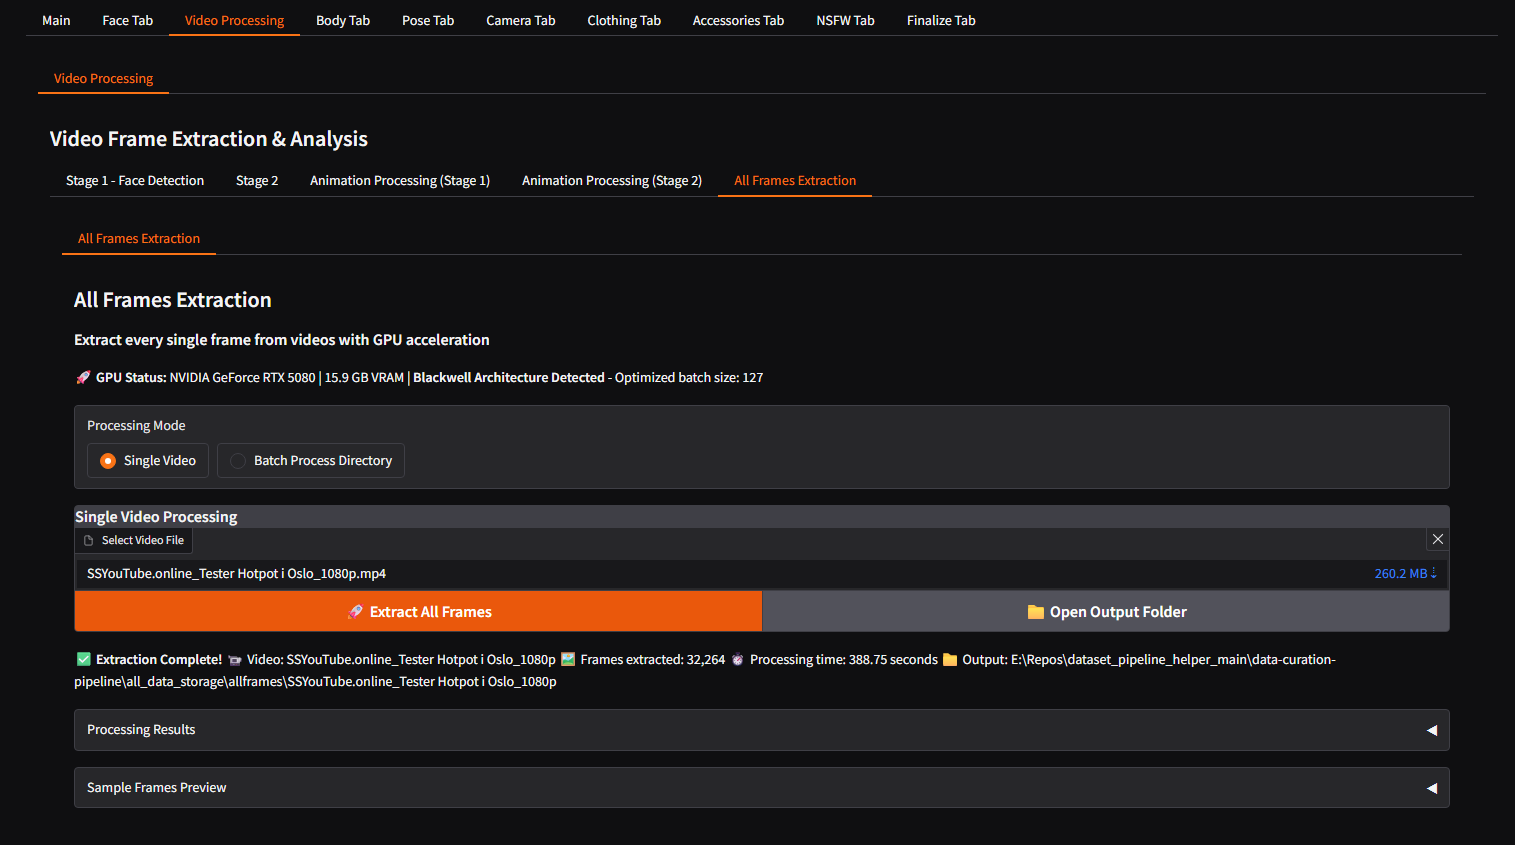 Main Face Tab Video Processing Body Tab Pose Tab Camera Tab Clothing Tab Accessories Tab NSFW Tab Finalize Tab
Video Processing
Video Frame Extraction & Analysis
Stage 1 - Face Detection Stage 2 Animation Processing (Stage 1) Animation Processing (Stage 2) All Frames Extraction
All Frames Extraction
All Frames Extraction
Extract every single frame from videos with GPU acceleration
🚀 GPU Status: NVIDIA GeForce RTX 5080 | 15.9 GB VRAM | Blackwell Architecture Detected - Optimized batch size: 127
Processing Mode
Single Video Batch Process Directory
Single Video Processing
Select Video File
SSYouTube.online_Tester Hotpot i Oslo_1080p.mp4 260.2 MB ⇣
🚀 Extract All Frames 📁 Open Output Folder
✅ Extraction Complete! 📹 Video: SSYouTube.online_Tester Hotpot i Oslo_1080p 🖼️ Frames extracted: 32,264 ⏱️ Processing time: 388.75 seconds 📁 Output: E:\Repos\dataset_pipeline_helper_main\data-curation-
pipeline\all_data_storage\allframes\SSYouTube.online_Tester Hotpot i Oslo_1080p
Processing Results
Sample Frames Preview